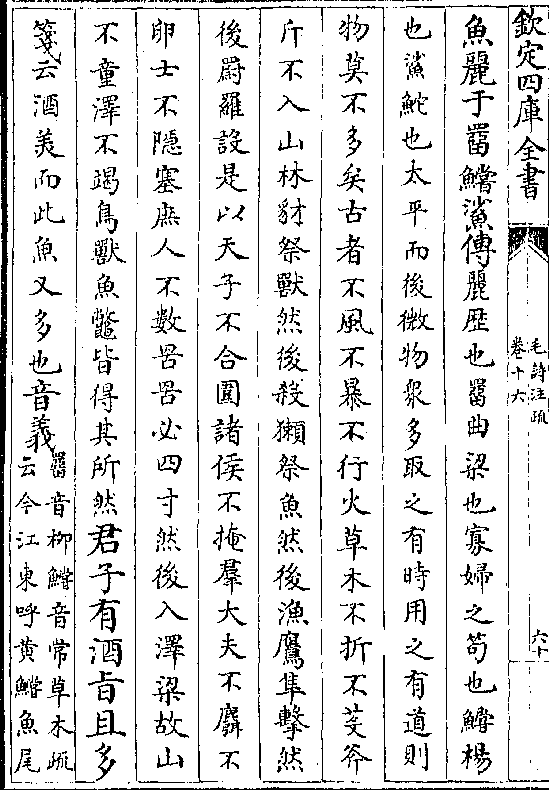 欽定四庫全書
毛詩注疏
卷十六
六十
魚麗于罶鱨鯊傳麗歴也罶曲梁也寡婦之笱也鱨楊
也鯊鮀也太平而後微物衆多取之有時用之有道則
物莫不多矣古者不風不暴不行火草木不折不芟斧
斤不入山林豺祭獸然後殺獺祭魚然後漁鷹隼擊然
後罻羅設是以天子不合圍諸侯不掩羣大夫不麛不
卵士不隱塞庶人不數罟罟必四寸然後入澤梁故山
不童澤不竭鳥獸魚鼈皆得其所然君子有酒旨且多
箋云酒美而此魚又多也音義罶音柳鱨音常草木疏
云今江東呼黃鱨魚尾